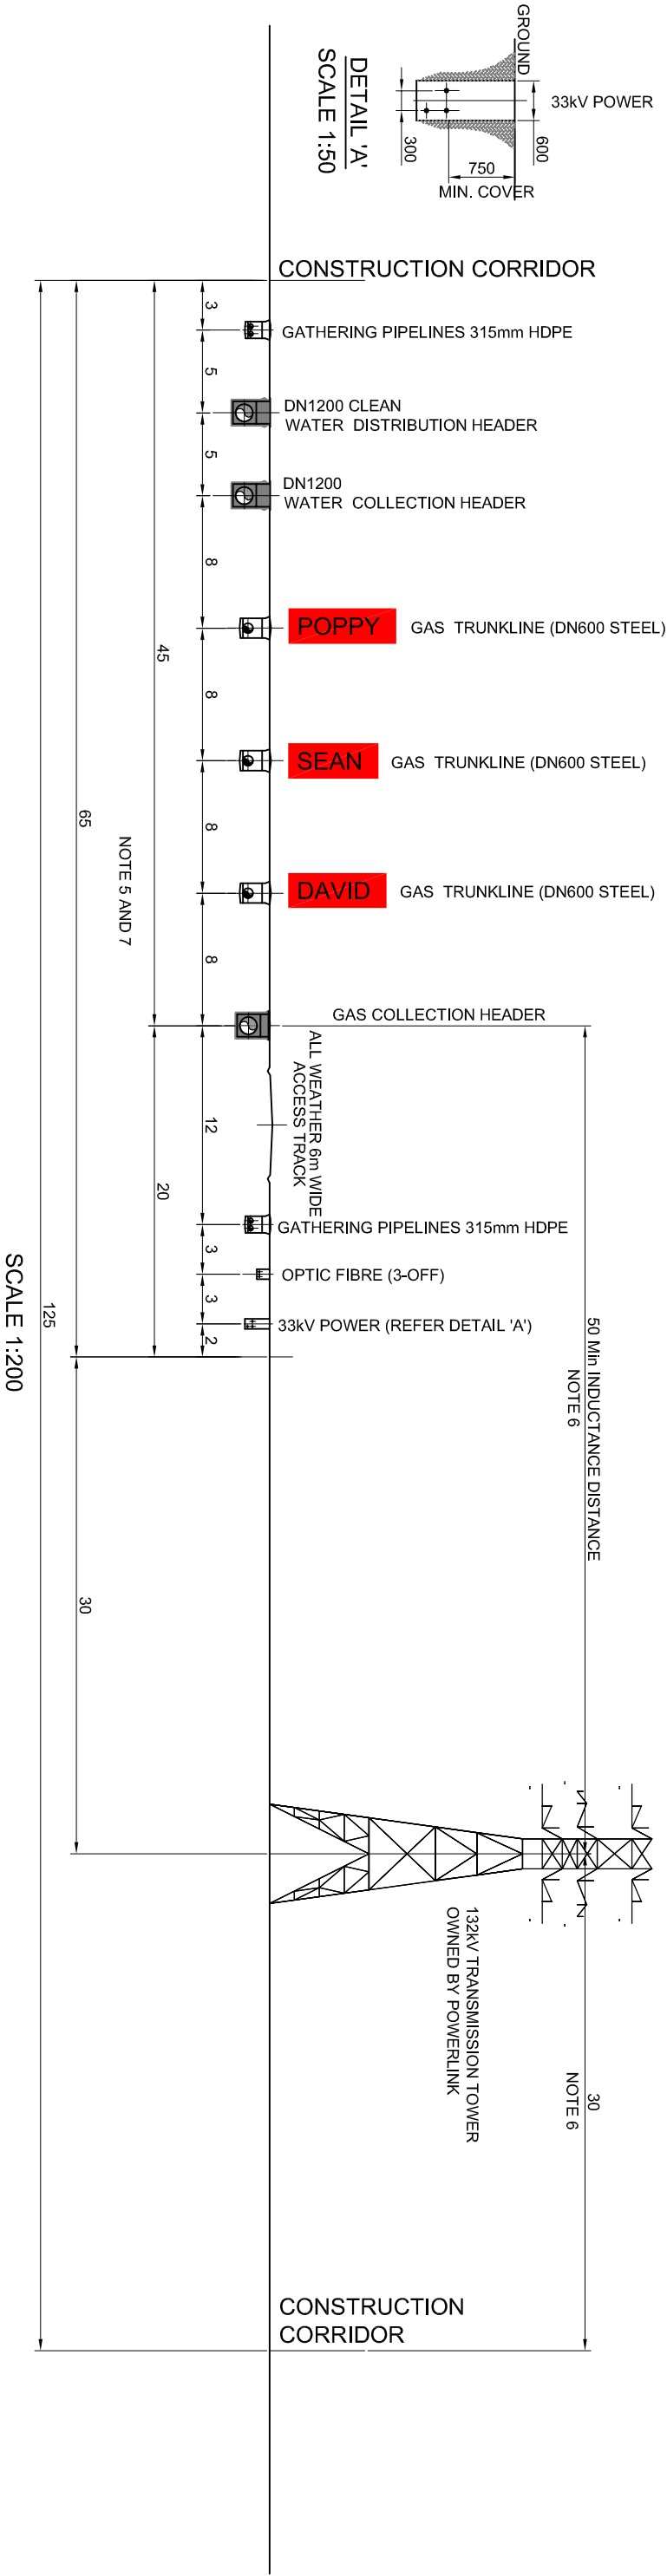 GROUND
33kV POWER
600
750
MIN. COVER
300
DETAIL 'A'
SCALE 1:50
CONSTRUCTION CORRIDOR
3
GATHERING PIPELINES 315mm HDPE
5
DN1200 CLEAN
WATER DISTRIBUTION HEADER
5
DN1200
WATER COLLECTION HEADER
8
POPPY GAS TRUNKLINE (DN600 STEEL)
45
8
SEAN GAS TRUNKLINE (DN600 STEEL)
65
8
NOTE 5 AND 7
DAVID GAS TRUNKLINE (DN600 STEEL)
8
GAS COLLECTION HEADER
ALL WEATHER 6m WIDE
ACCESS TRACK
12
20
GATHERING PIPELINES 315mm HDPE
3
OPTIC FIBRE (3-OFF)
3
33kV POWER (REFER DETAIL 'A')
2
125
SCALE 1:200
50 Min INDUCTANCE DISTANCE
NOTE 6
30
132kV TRANSMISSION TOWER
OWNED BY POWERLINK
30
NOTE 6
CONSTRUCTION
CORRIDOR